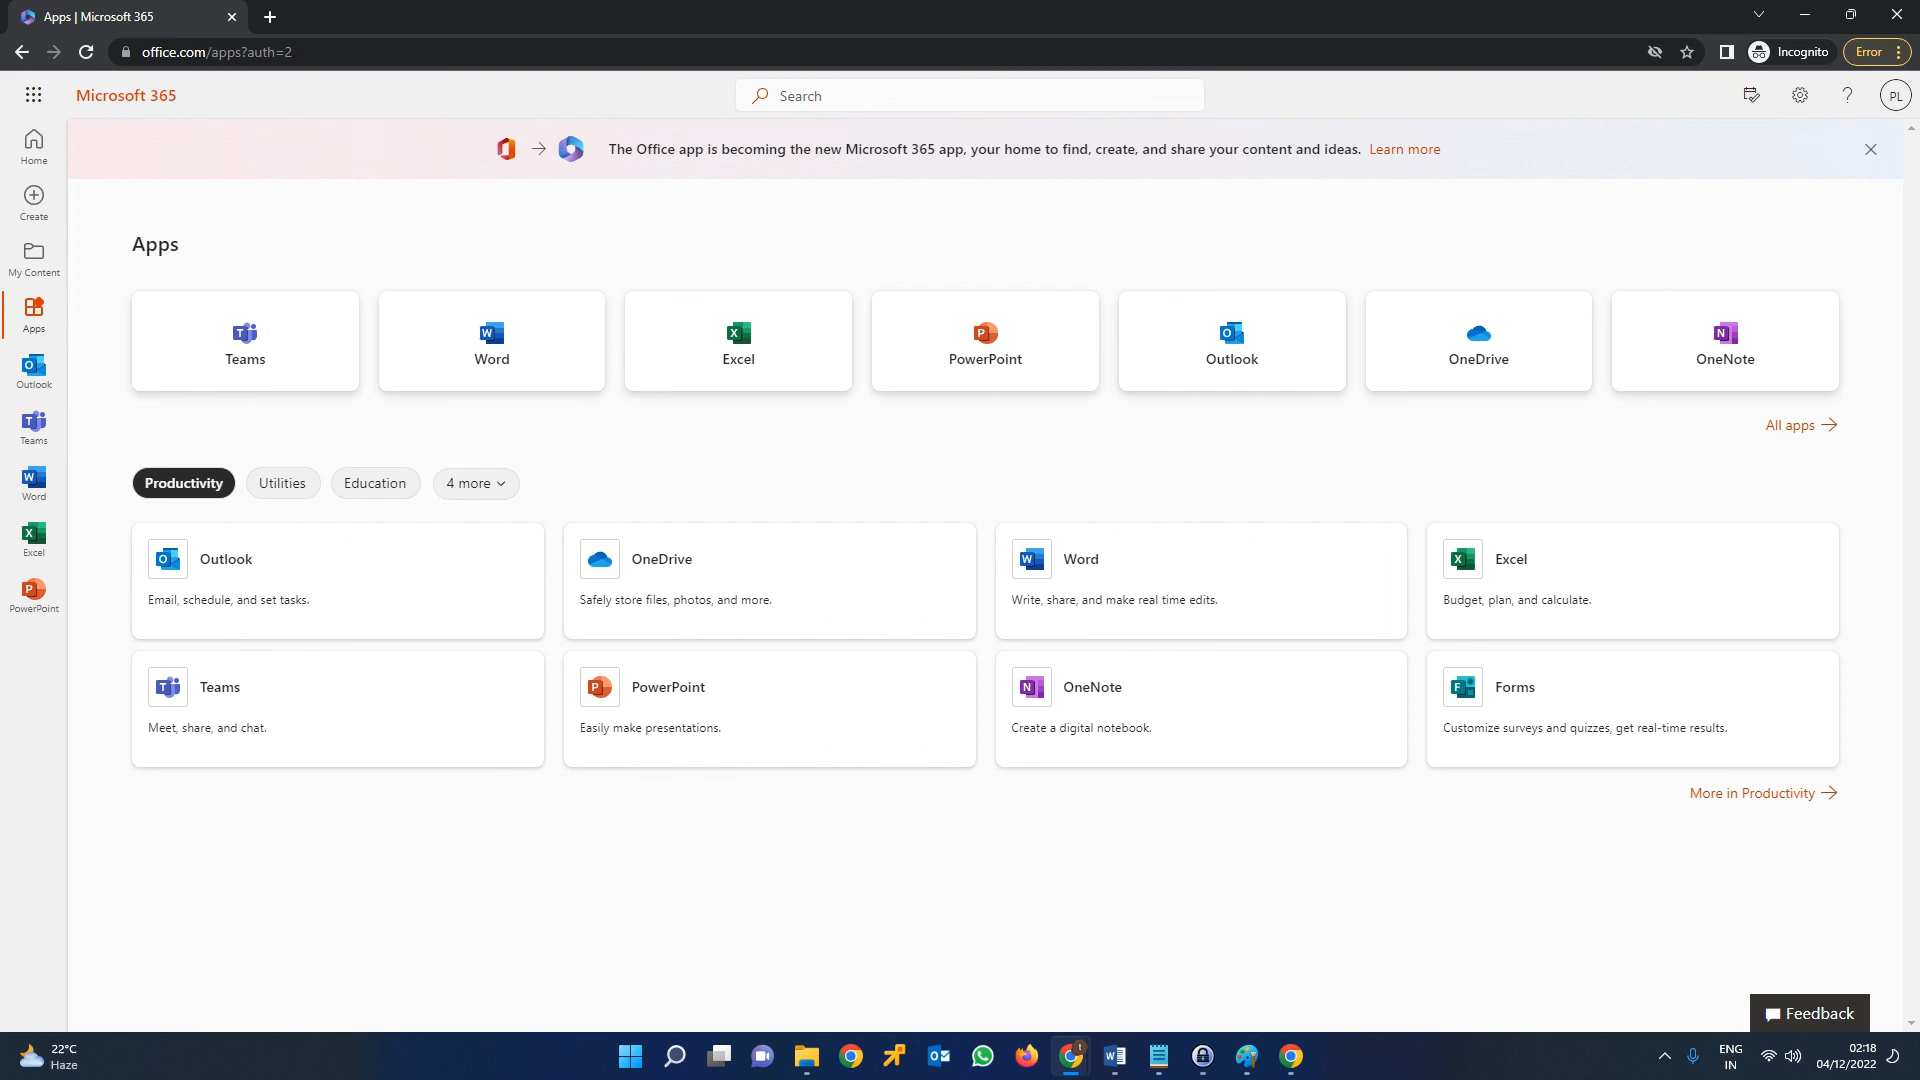 Apps | Microsoft 365
office.com/apps?auth=2
Incognito
Error
Microsoft 365
Search
PL
The Office app is becoming the new Microsoft 365 app, your home to find, create, and share your content and ideas. Learn more
Home
Create
My Content
Apps
Outlook
Teams
Word
Excel
PowerPoint
Apps
Teams
Word
Excel
PowerPoint
Outlook
OneDrive
OneNote
All apps
Productivity
Utilities
Education
4 more
Outlook
Email, schedule, and set tasks.
OneDrive
Safely store files, photos, and more.
Word
Write, share, and make real time edits.
Excel
Budget, plan, and calculate.
Teams
Meet, share, and chat.
PowerPoint
Easily make presentations.
OneNote
Create a digital notebook.
Forms
Customize surveys and quizzes, get real-time results.
More in Productivity
Feedback
22°C
Haze
ENG
IN
02:18
04/12/2022